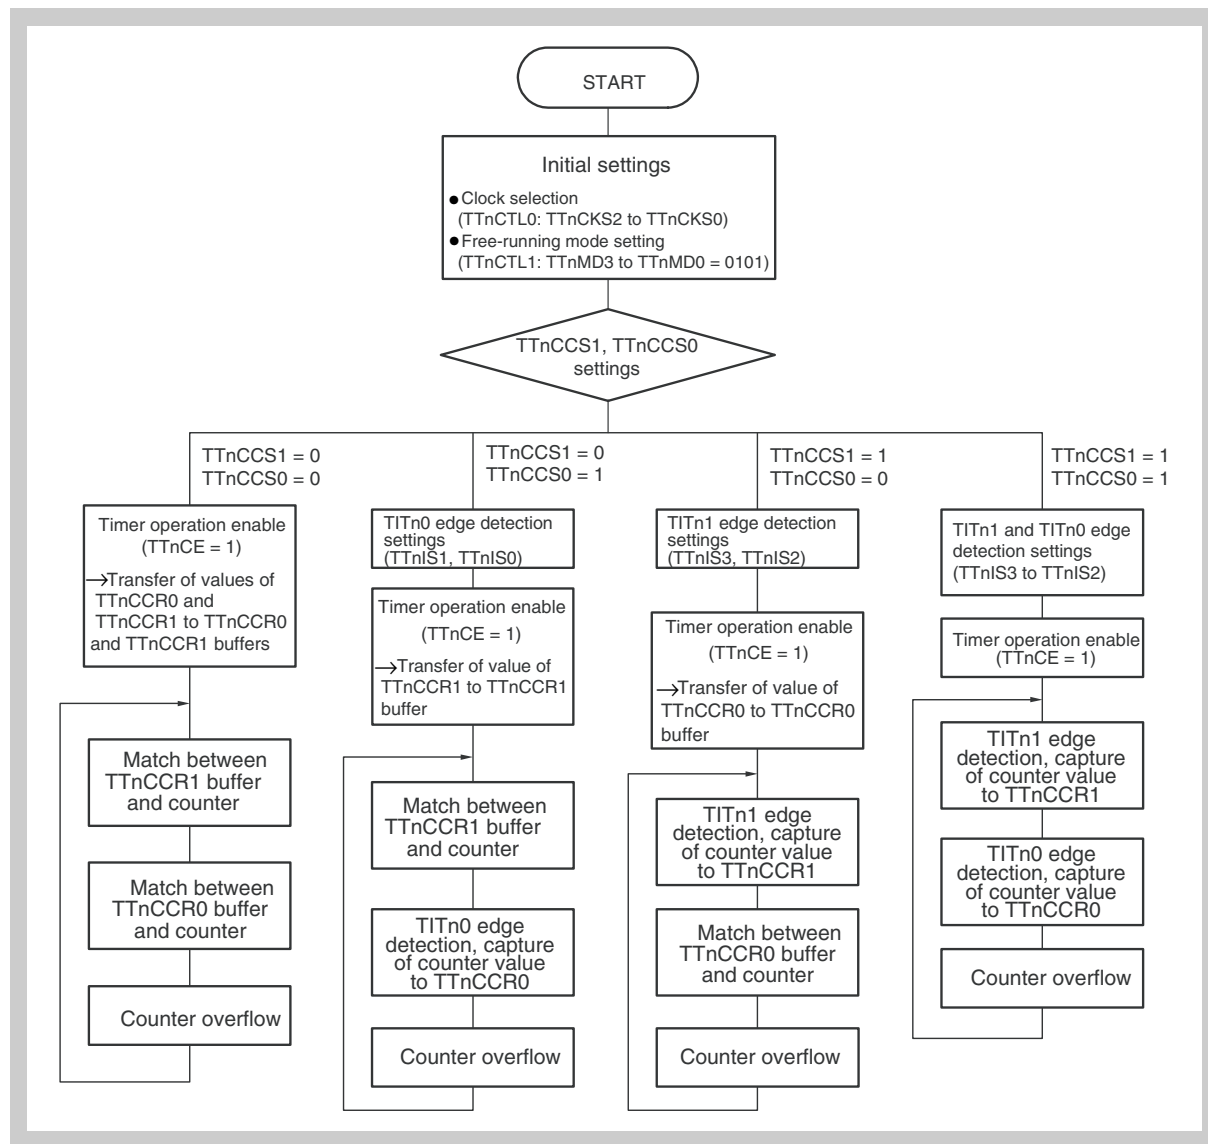 START
Initial settings
● Clock selection
(TTnCTL0: TTnCKS2 to TTnCKS0)
● Free-running mode setting
(TTnCTL1: TTnMD3 to TTnMD0 = 0101)
TTnCCS1, TTnCCS0
settings
TTnCCS1 = 0
TTnCCS0 = 0
Timer operation enable
(TTnCE = 1)
→Transfer of values of
TTnCCR0 and
TTnCCR1 to TTnCCR0
and TTnCCR1 buffers
Match between
TTnCCR1 buffer
and counter
Match between
TTnCCR0 buffer
and counter
Counter overflow
TTnCCS1 = 0
TTnCCS0 = 1
TITn0 edge detection
settings
(TTnIS1, TTnIS0)
Timer operation enable
(TTnCE = 1)
→Transfer of value of
TTnCCR1 to TTnCCR1
buffer
Match between
TTnCCR1 buffer
and counter
TITn0 edge
detection, capture
of counter value
to TTnCCR0
Counter overflow
TTnCCS1 = 1
TTnCCS0 = 0
TITn1 edge detection
settings
(TTnIS3, TTnIS2)
Timer operation enable
(TTnCE = 1)
→Transfer of value of
TTnCCR0 to TTnCCR0
buffer
TITn1 edge
detection, capture
of counter value
to TTnCCR1
Match between
TTnCCR0 buffer
and counter
Counter overflow
TTnCCS1 = 1
TTnCCS0 = 1
TITn1 and TITn0 edge
detection settings
(TTnIS3 to TTnIS2)
Timer operation enable
(TTnCE = 1)
TITn1 edge
detection, capture
of counter value
to TTnCCR1
TITn0 edge
detection, capture
of counter value
to TTnCCR0
Counter overflow